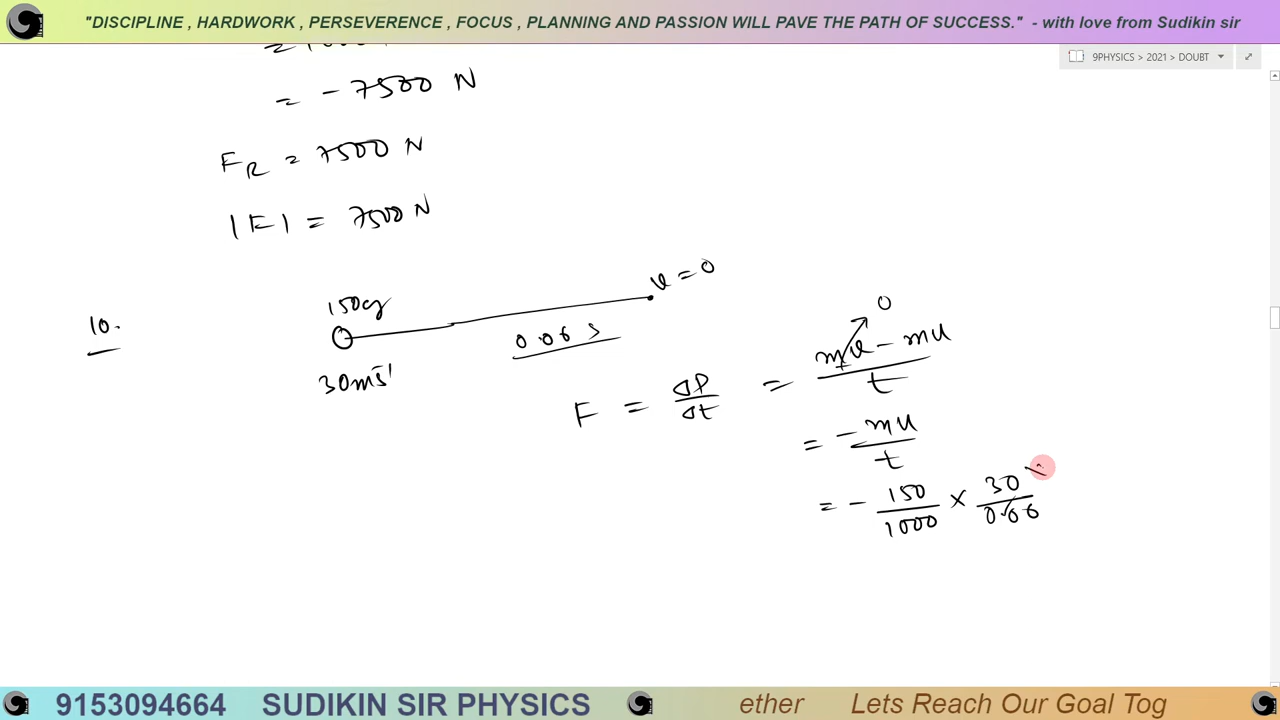 "DISCIPLINE , HARDWORK , PERSEVERENCE , FOCUS , PLANNING AND PASSION WILL PAVE THE PATH OF SUCCESS." - with love from Sudikin sir
9PHYSICS > 2021 > DOUBT
= - 7500 N
F_R = 7500 N
|F| = 7500 N
10.
150g
v = 0
0.06 s
30ms⁻¹
0
F = ΔP/Δt = (mv - mu)/t
= -mu/t
= - 150/1000 × 30/0.06
9153094664 SUDIKIN SIR PHYSICS ether Lets Reach Our Goal Tog